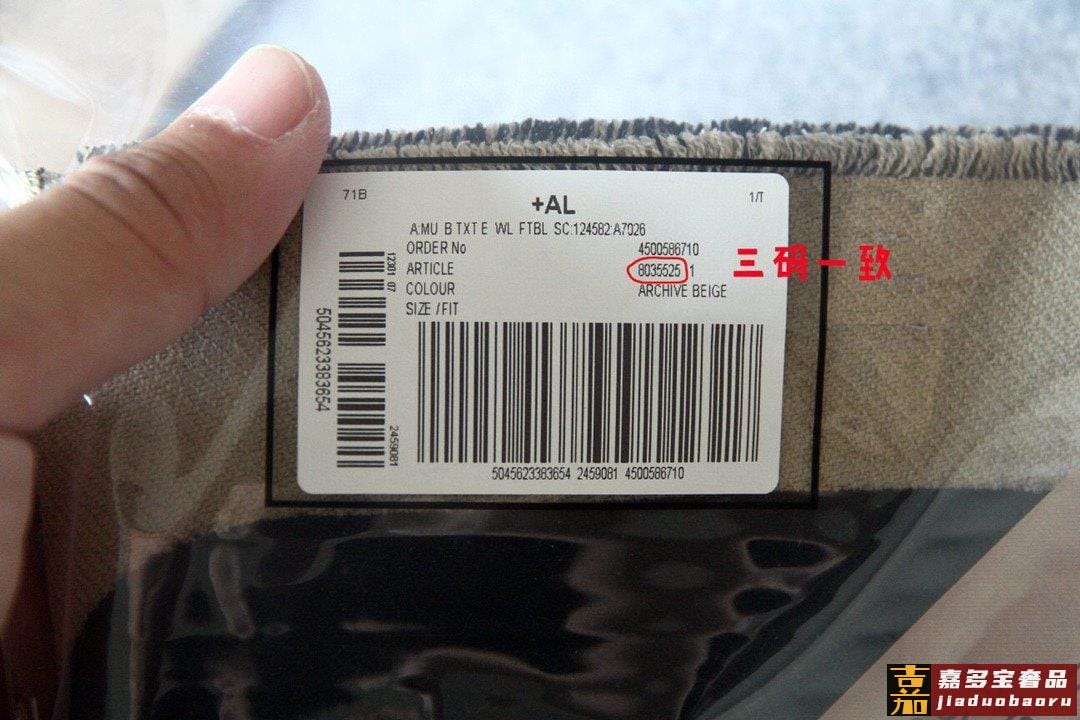 71B
+AL
1/T
A:MU B TXT E WL FTBL SC:124582:A7026
ORDER No 4500586710
ARTICLE 8035525 1
COLOUR ARCHIVE BEIGE
SIZE / FIT
三码一致
5045623383654
12301 07
2459081
5045623383654 2459081 4500586710
嘉多宝奢品
jiaduobaoru